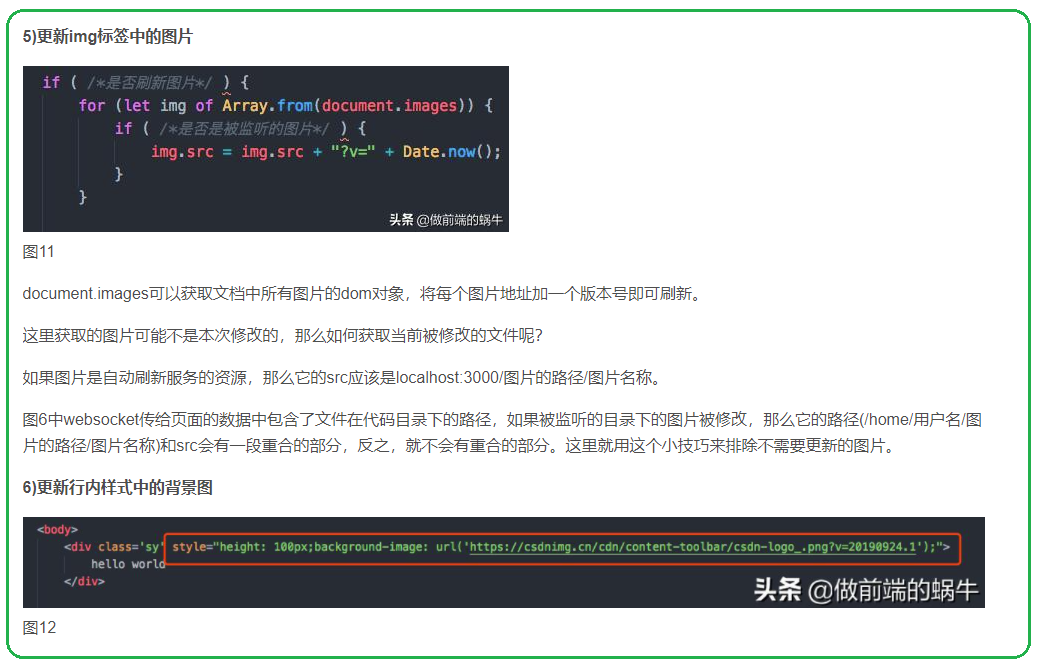 5)更新img标签中的图片
if ( /*是否刷新图片*/ ) {
for (let img of Array.from(document.images)) {
if ( /*是否是被监听的图片*/ ) {
img.src = img.src + "?v=" + Date.now();
}
}
头条 @做前端的蜗牛
图11
document.images可以获取文档中所有图片的dom对象，将每个图片地址加一个版本号即可刷新。
这里获取的图片可能不是本次修改的，那么如何获取当前被修改的文件呢？
如果图片是自动刷新服务的资源，那么它的src应该是localhost:3000/图片的路径/图片名称。
图6中websocket传给页面的数据中包含了文件在代码目录下的路径，如果被监听的目录下的图片被修改，那么它的路径(/home/用户名/图
片的路径/图片名称)和src会有一段重合的部分，反之，就不会有重合的部分。这里就用这个小技巧来排除不需要更新的图片。
6)更新行内样式中的背景图
<body>
<div class='sy' style="height: 100px;background-image: url('https://csdnimg.cn/cdn/content-toolbar/csdn-logo_.png?v=20190924.1');">
hello world
</div>
头条 @做前端的蜗牛
图12